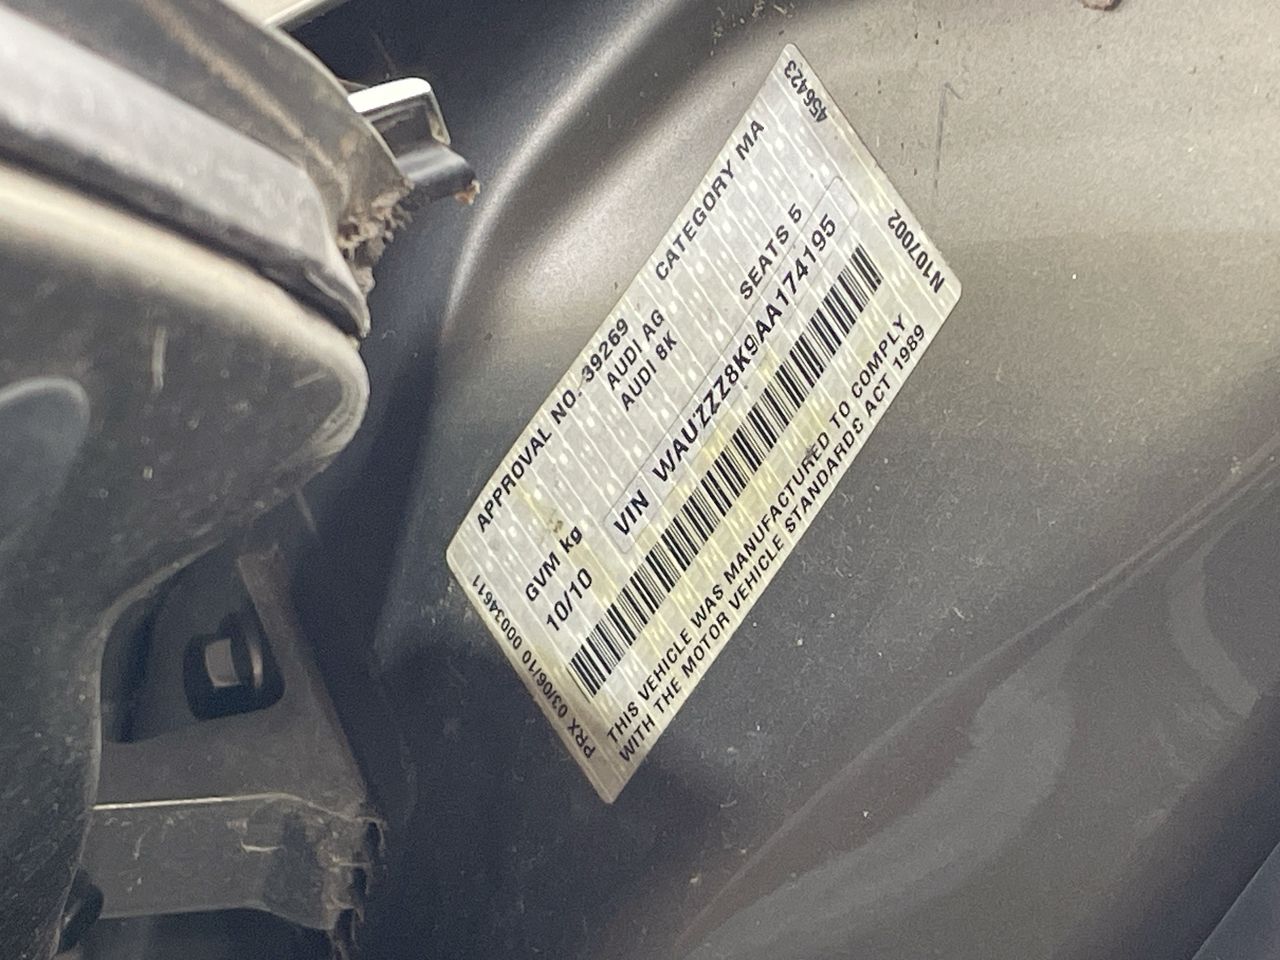 456423
APPROVAL NO. 39269 CATEGORY MA
AUDI AG
GVM kg AUDI 8K SEATS 5
10/10
VIN WAUZZZ8K9AA174195
N1077002
THIS VEHICLE WAS MANUFACTURED TO COMPLY
WITH THE MOTOR VEHICLE STANDARDS ACT 1989
PRX 03/06/10 00034611